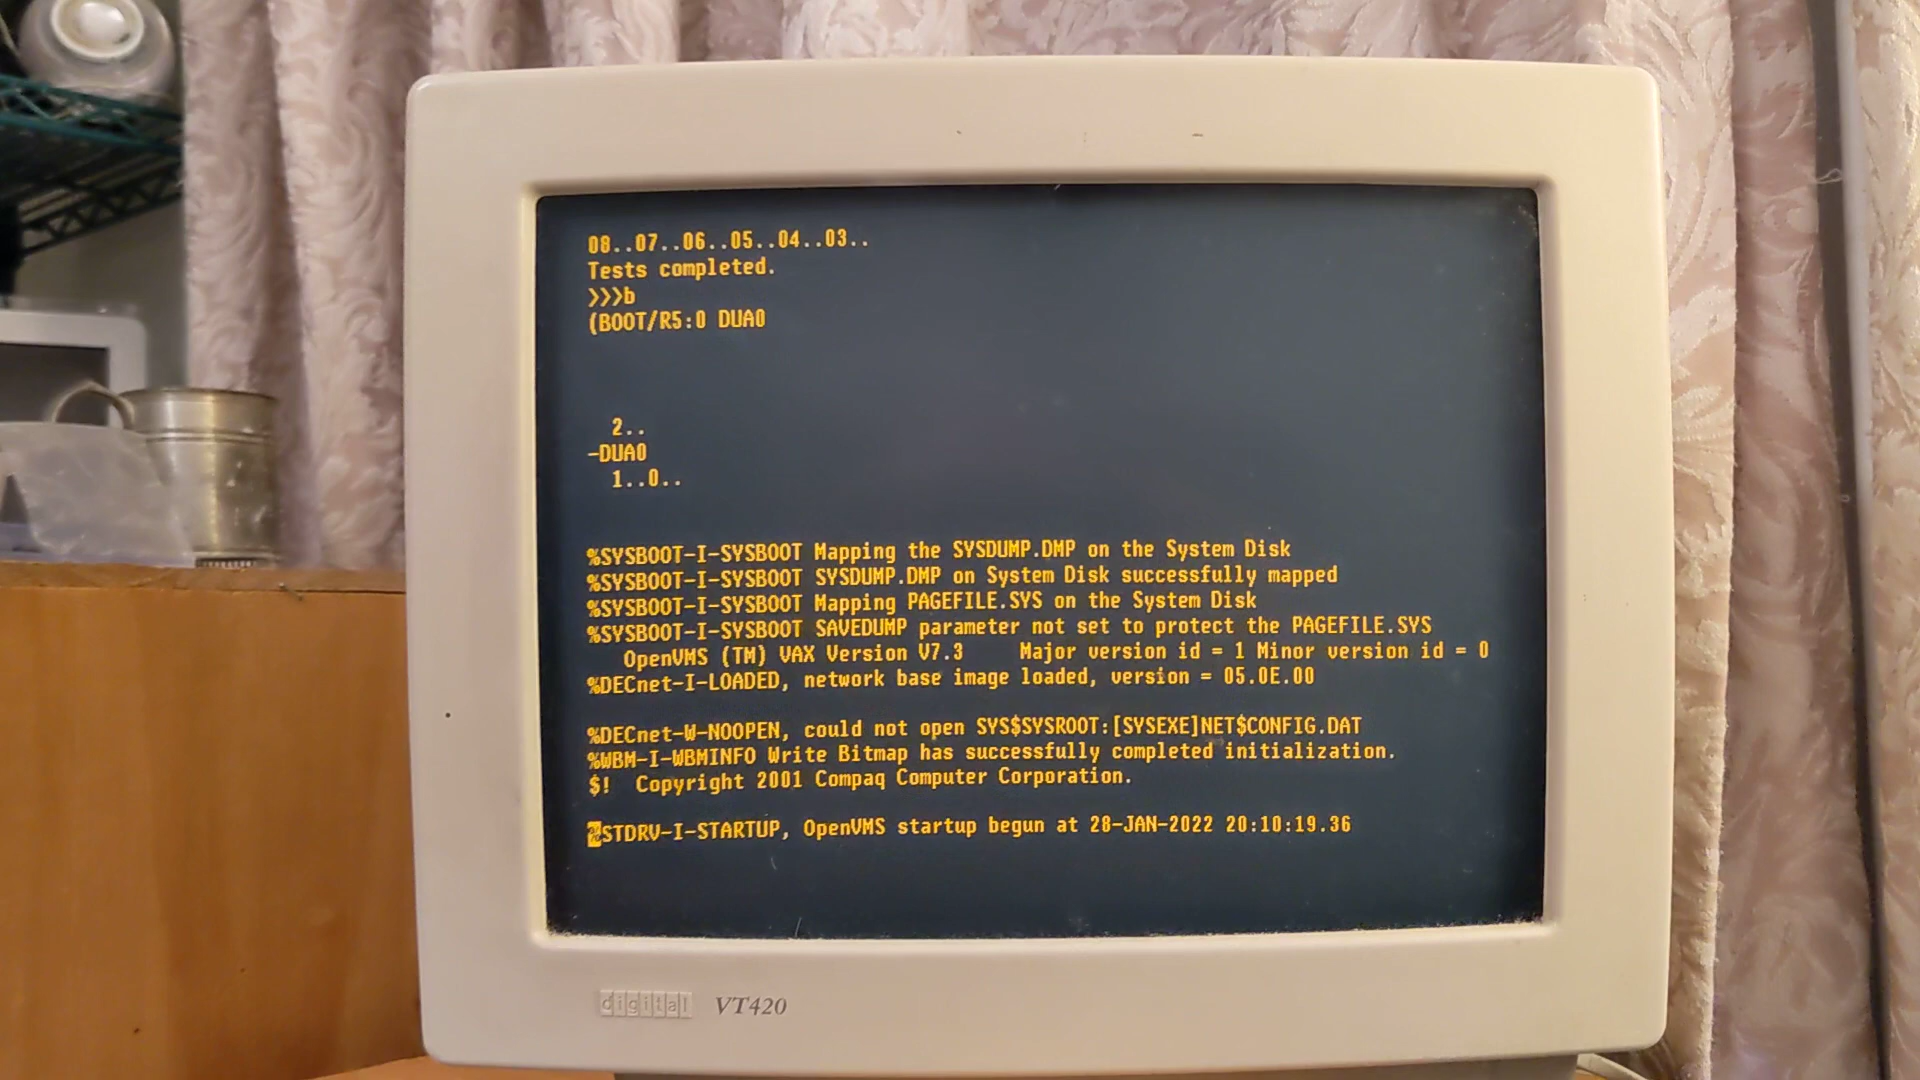 08..07..06..05..04..03..
Tests completed.
>>>b
(BOOT/R5:0 DUA0
2..
-DUA0
1..0..
%SYSBOOT-I-SYSBOOT Mapping the SYSDUMP.DMP on the System Disk
%SYSBOOT-I-SYSBOOT SYSDUMP.DMP on System Disk successfully mapped
%SYSBOOT-I-SYSBOOT Mapping PAGEFILE.SYS on the System Disk
%SYSBOOT-I-SYSBOOT SAVEDUMP parameter not set to protect the PAGEFILE.SYS
OpenVMS (TM) VAX Version V7.3 Major version id = 1 Minor version id = 0
%DECnet-I-LOADED, network base image loaded, version = 05.0E.00
%DECnet-W-NOOPEN, could not open SYS$SYSROOT:[SYSEXE]NET$CONFIG.DAT
%WBM-I-WBMINFO Write Bitmap has successfully completed initialization.
$! Copyright 2001 Compaq Computer Corporation.
%STDRV-I-STARTUP, OpenVMS startup begun at 28-JAN-2022 20:10:19.36
digital VT420